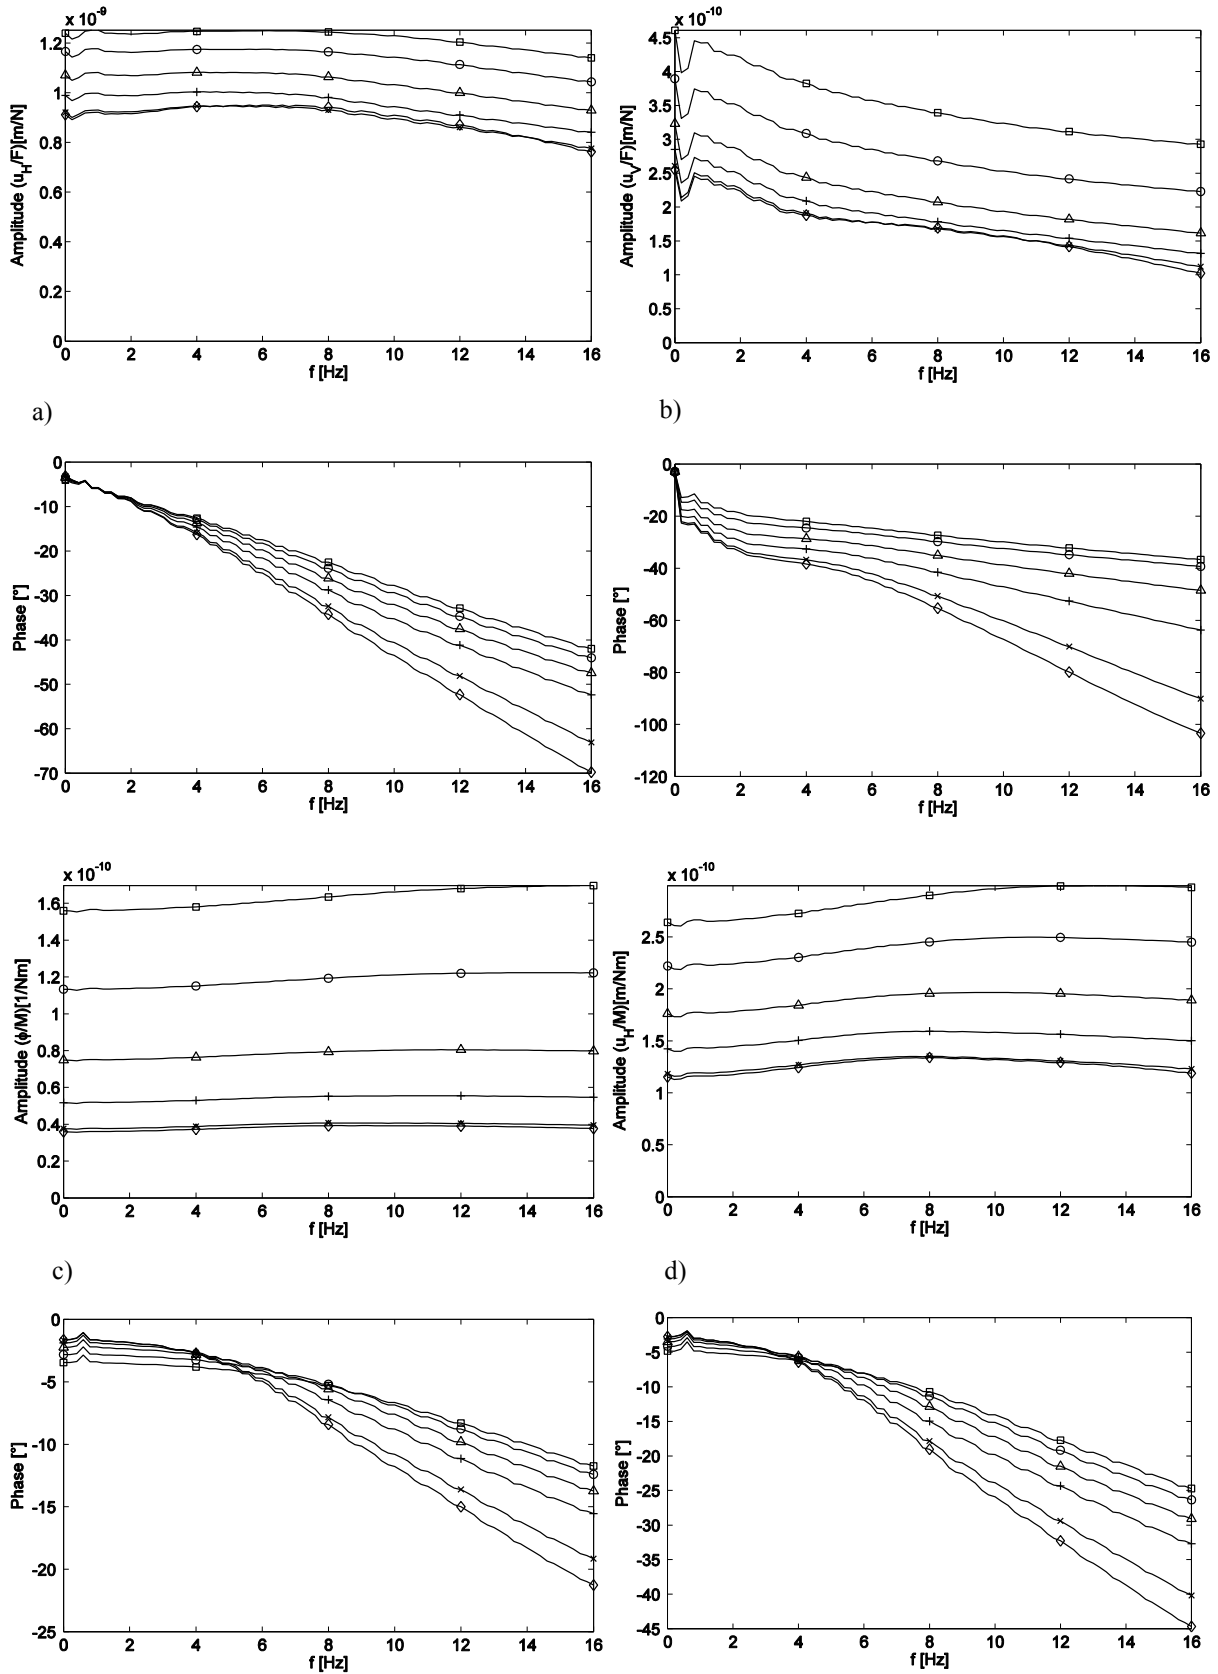 x 10^-9
1.2
1
0.8
0.6
0.4
0.2
0
Amplitude (u_H/F)[m/N]
0 2 4 6 8 10 12 14 16
f [Hz]
a)
x 10^-10
4.5
4
3.5
3
2.5
2
1.5
1
0.5
0
Amplitude (u_V/F)[m/N]
0 2 4 6 8 10 12 14 16
f [Hz]
b)
0
-10
-20
-30
-40
-50
-60
-70
Phase [°]
0 2 4 6 8 10 12 14 16
f [Hz]
0
-20
-40
-60
-80
-100
-120
Phase [°]
0 2 4 6 8 10 12 14 16
f [Hz]
x 10^-10
1.6
1.4
1.2
1
0.8
0.6
0.4
0.2
0
Amplitude (ϕ/M)[1/Nm]
0 2 4 6 8 10 12 14 16
f [Hz]
c)
x 10^-10
2.5
2
1.5
1
0.5
0
Amplitude (u_H/M)[m/Nm]
0 2 4 6 8 10 12 14 16
f [Hz]
d)
0
-5
-10
-15
-20
-25
Phase [°]
0 2 4 6 8 10 12 14 16
f [Hz]
0
-5
-10
-15
-20
-25
-30
-35
-40
-45
Phase [°]
0 2 4 6 8 10 12 14 16
f [Hz]